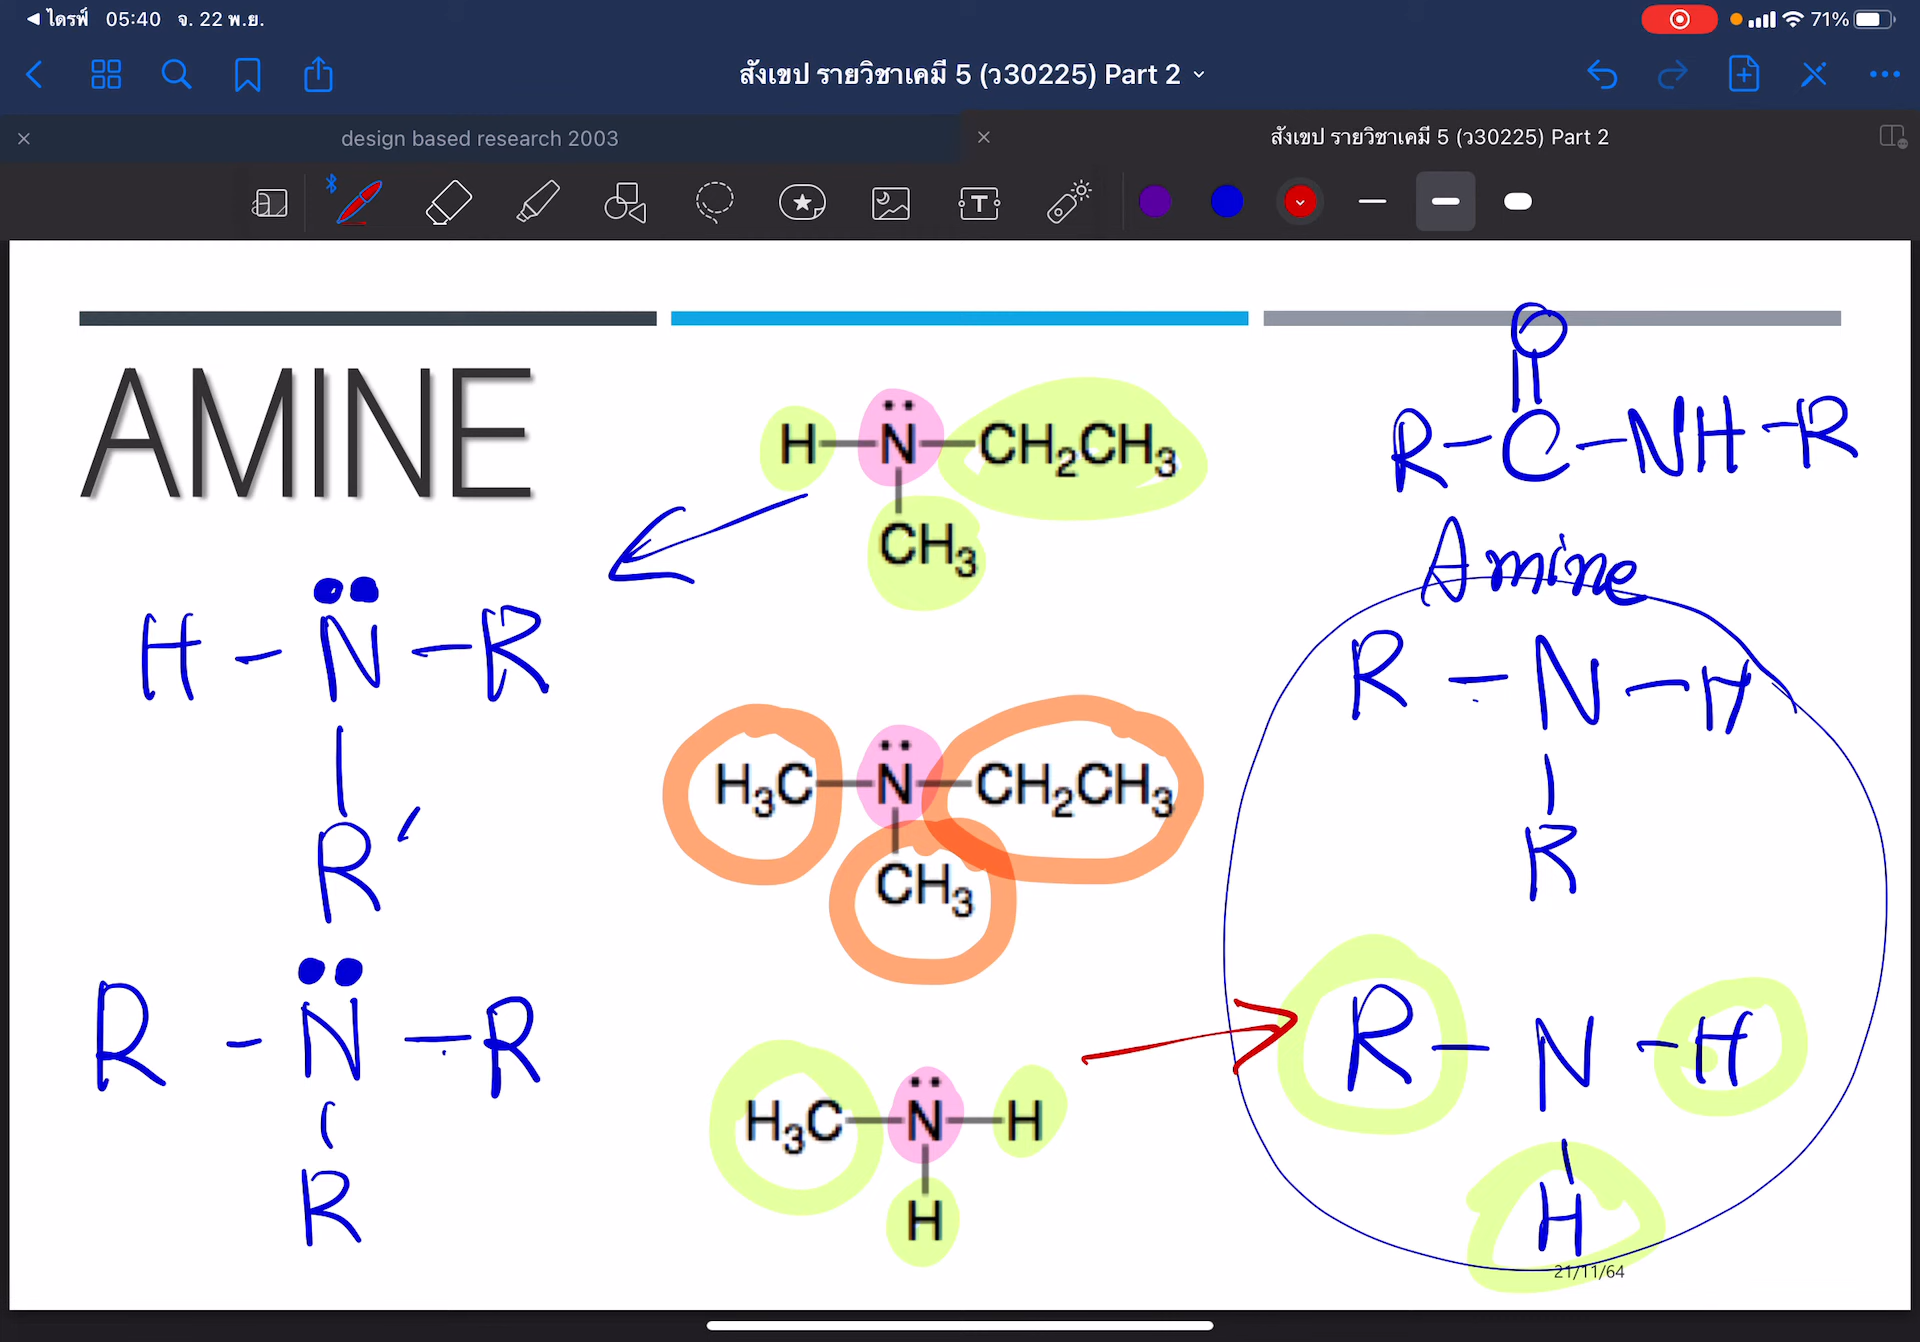 ไดรฟ์ 05:40 จ. 22 พ.ย. 71%
สังเขป รายวิชาเคมี 5 (ว30225) Part 2
design based research 2003
สังเขป รายวิชาเคมี 5 (ว30225) Part 2
T
AMINE
H—N—CH₂CH₃
CH₃
O
R-C-NH-R
Amine
H-N-R
R'
R-N-H
R
H₃C—N—CH₂CH₃
CH₃
R-N-R
R
H₃C—N—H
H
R-N-H
H
21/11/64